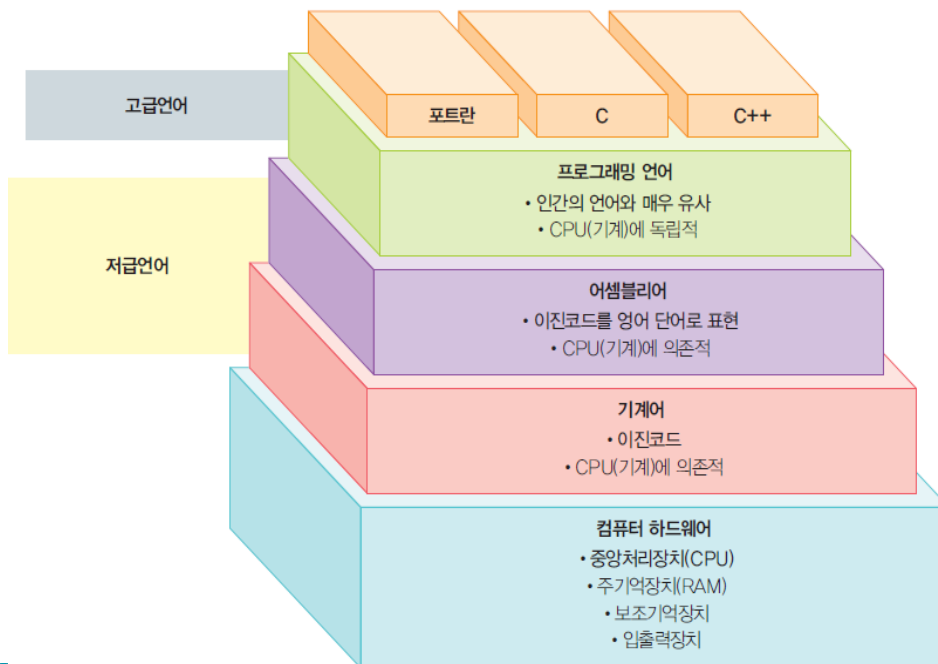 고급언어
포트란
C
C++
프로그래밍 언어
• 인간의 언어와 매우 유사
• CPU(기계)에 독립적
저급언어
어셈블리어
• 이진코드를 영어 단어로 표현
• CPU(기계)에 의존적
기계어
• 이진코드
• CPU(기계)에 의존적
컴퓨터 하드웨어
• 중앙처리장치(CPU)
• 주기억장치(RAM)
• 보조기억장치
• 입출력장치